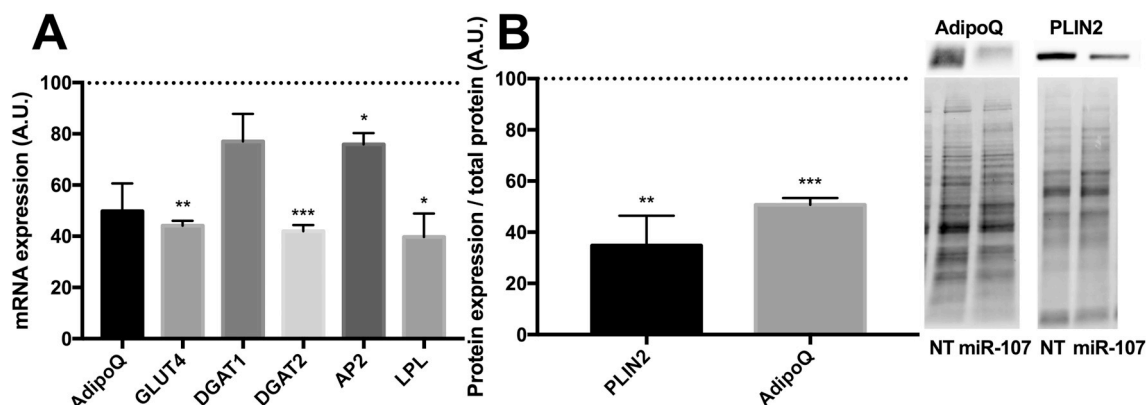 A
mRNA expression (A.U.)
100
80
60
40
20
0
**
***
*
*
AdipoQ
GLUT4
DGAT1
DGAT2
AP2
LPL
B
Protein expression / total protein (A.U.)
100
80
60
40
20
0
**
***
PLIN2
AdipoQ
AdipoQ PLIN2
NT miR-107 NT miR-107